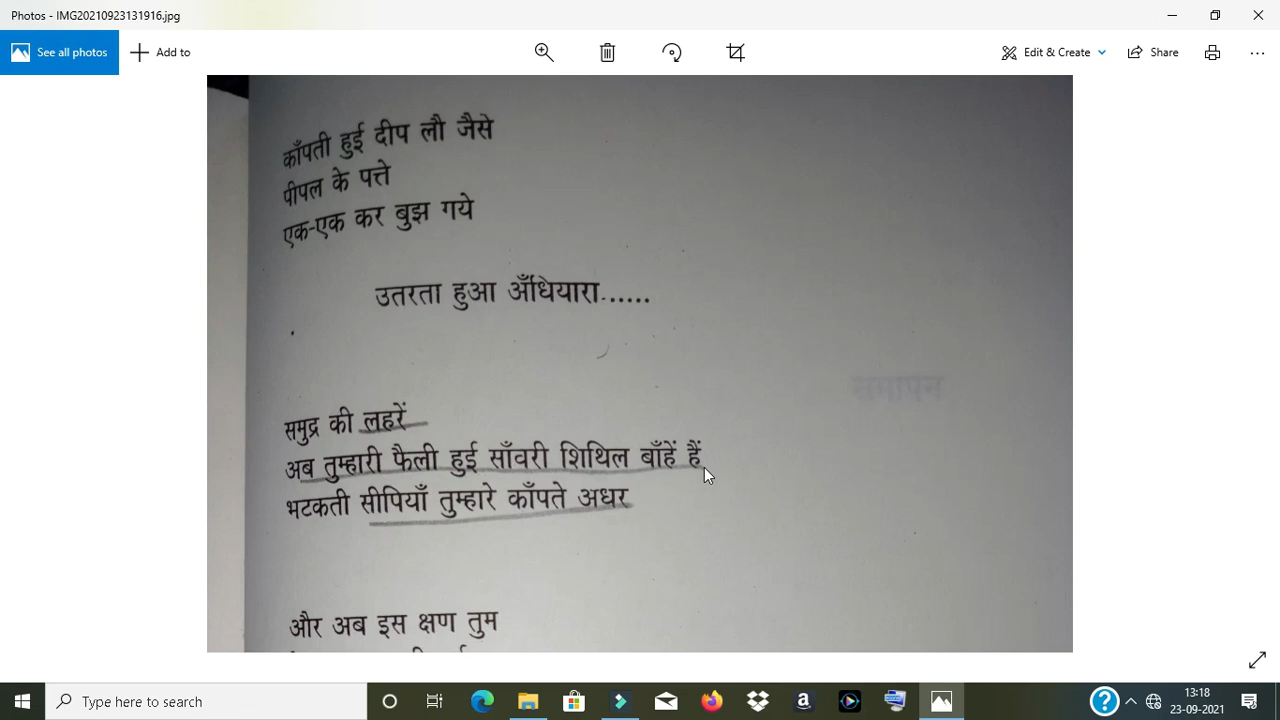 Photos - IMG20210923131916.jpg
See all photos
Add to
Edit & Create
Share
काँपती हुई दीप लौ जैसे
पीपल के पत्ते
एक-एक कर बुझ गये
उतरता हुआ अँधियारा......
समापन
समुद्र की लहरें
अब तुम्हारी फैली हुई साँवरी शिथिल बाँहें हैं
भटकती सीपियाँ तुम्हारे काँपते अधर
और अब इस क्षण तुम
Type here to search
13:18
23-09-2021